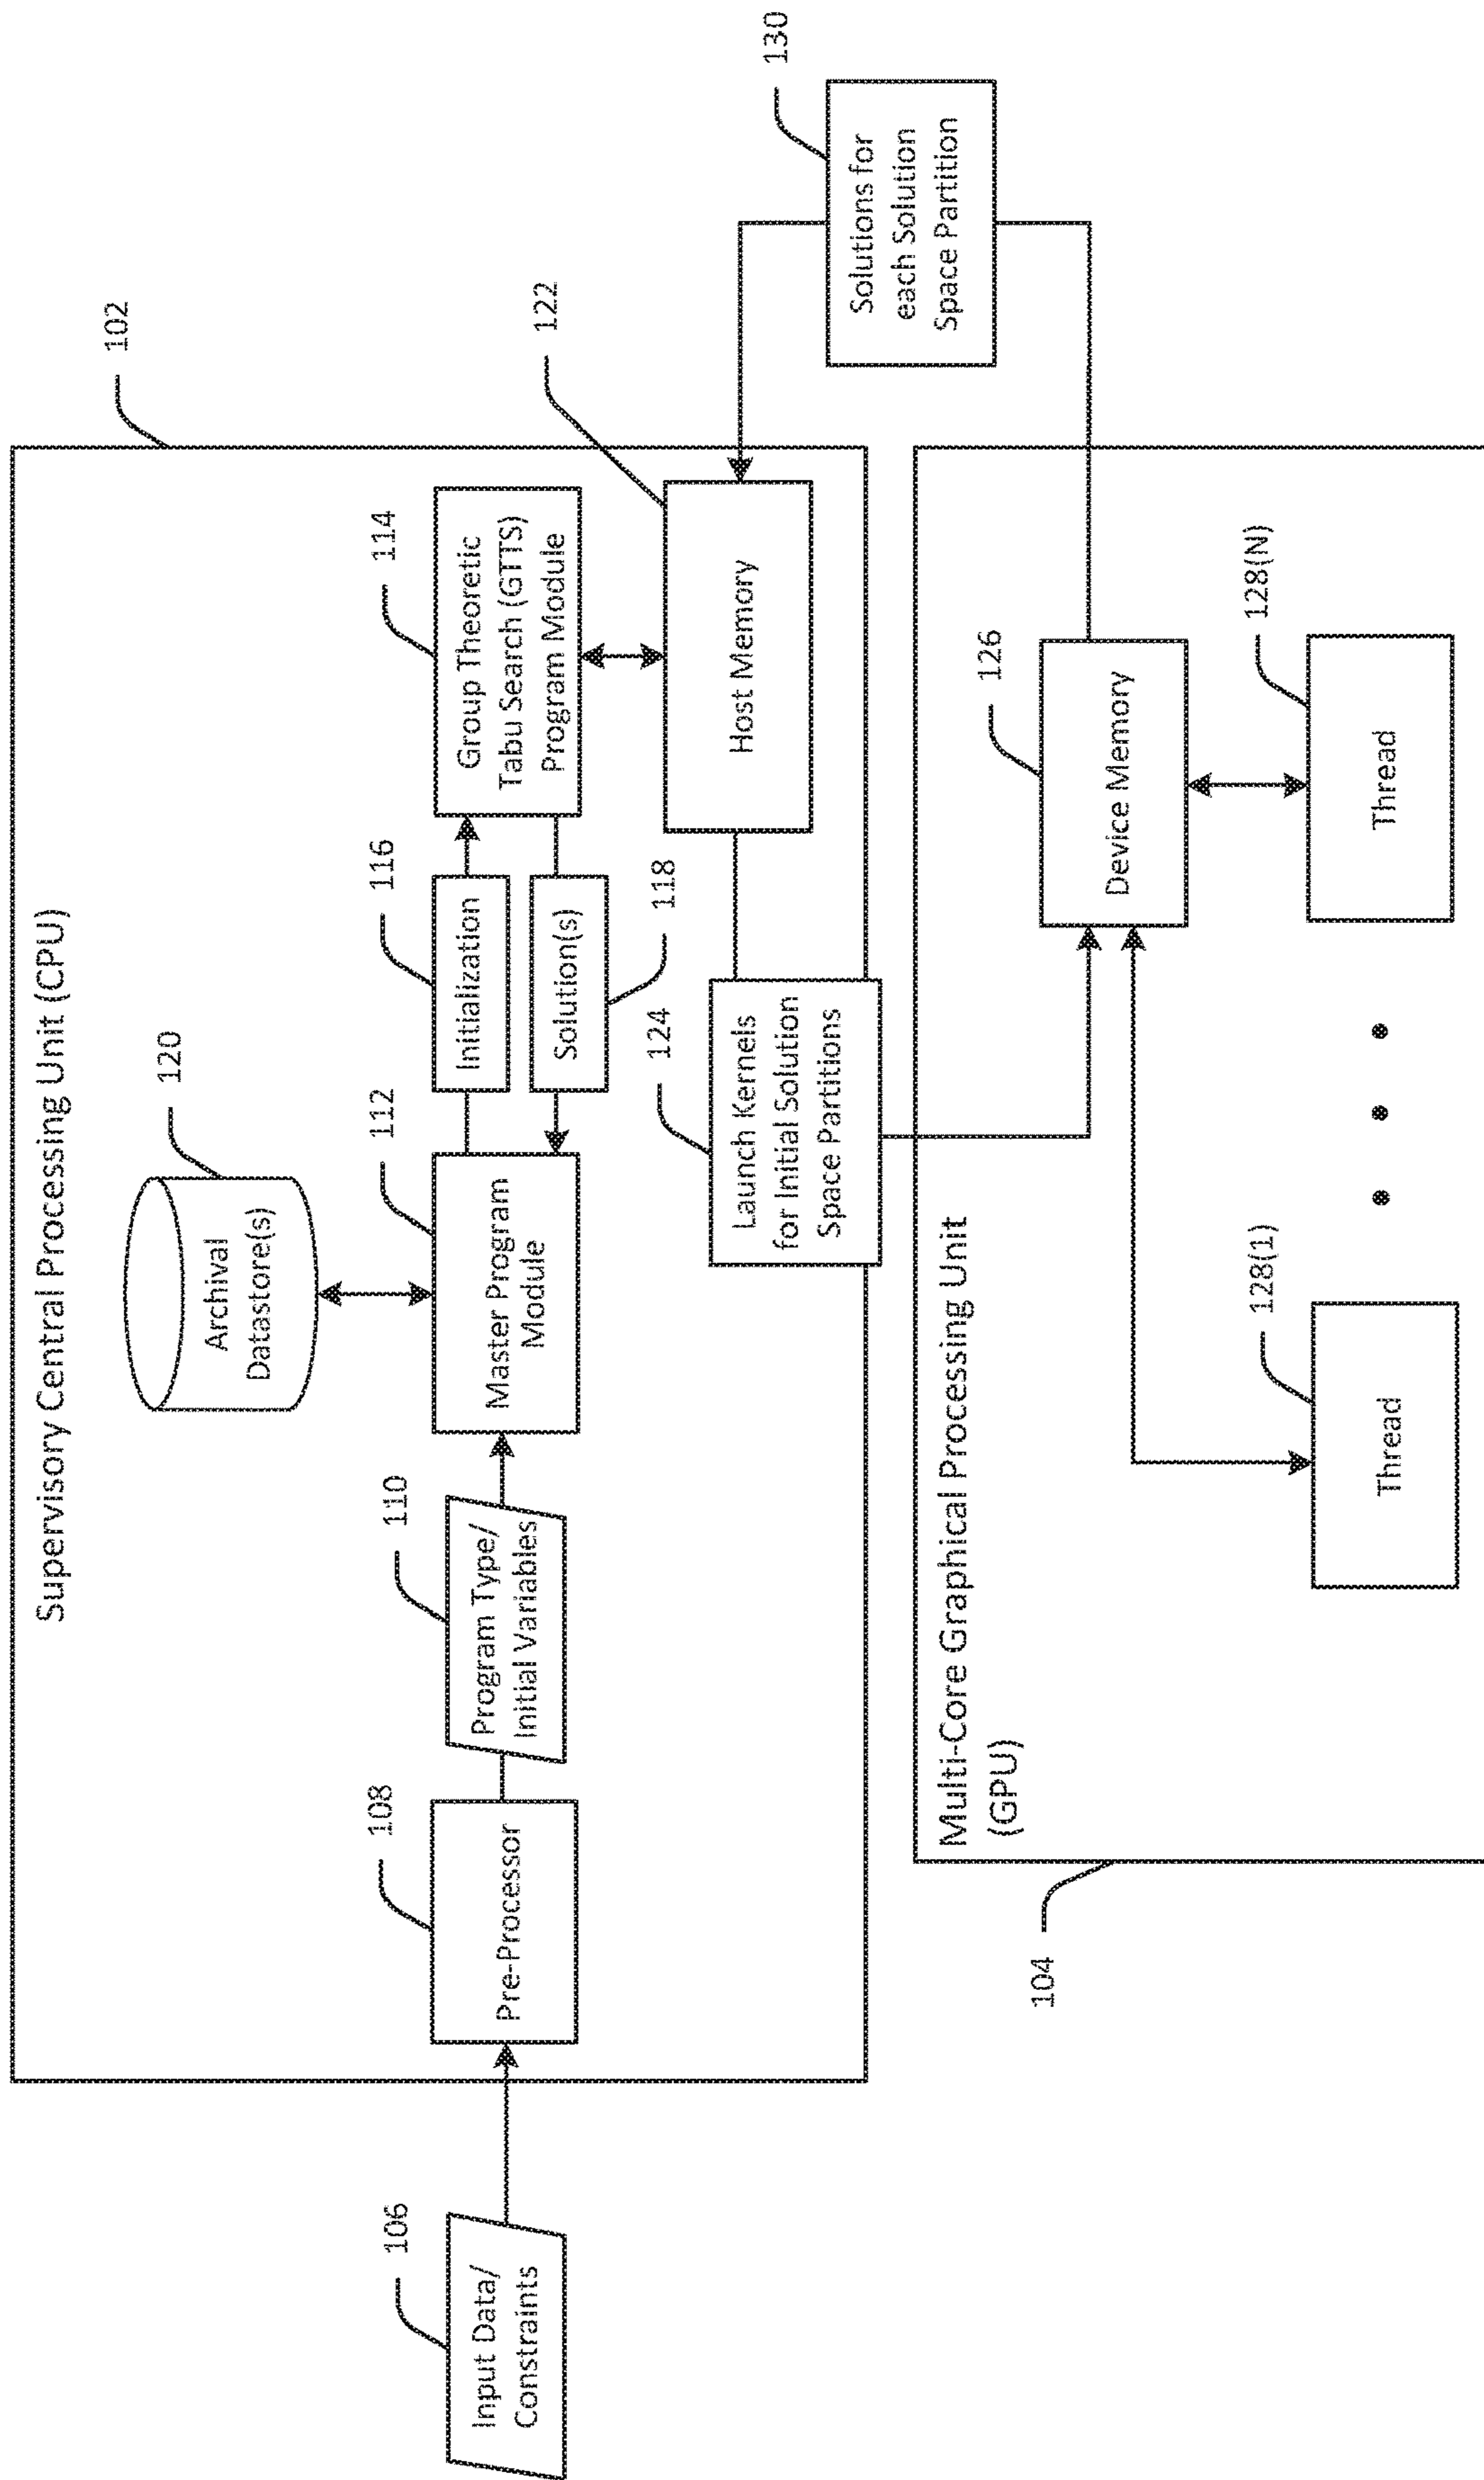 Supervisory Central Processing Unit (CPU)
102
120
Archival
Datastore(s)
106
Input Data/
Constraints
108
Pre-Processor
110
Program Type/
Initial Variables
112
Master Program
Module
116
Initialization
Solution(s)
118
114
Group Theoretic
Tabu Search (GTTS)
Program Module
122
Host Memory
124
Launch Kernels
for Initial Solution
Space Partitions
130
Solutions for
each Solution
Space Partition
104
Multi-Core Graphical Processing Unit
(GPU)
126
Device Memory
128(1)
Thread
128(N)
Thread